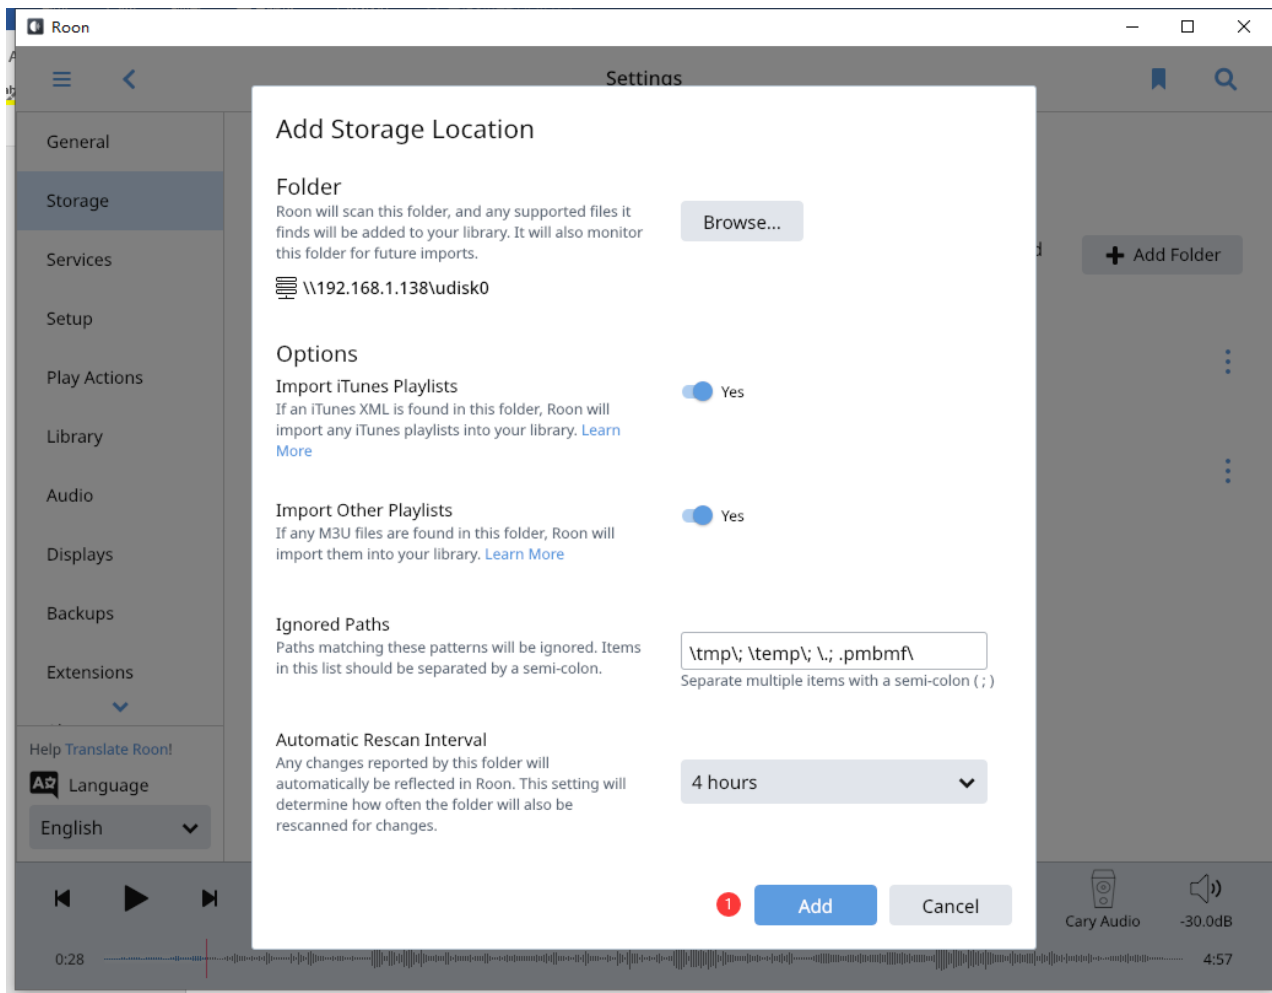 Roon
Settings
General
Storage
Services
Setup
Play Actions
Library
Audio
Displays
Backups
Extensions
Help Translate Roon!
Language
English
Add Storage Location
Folder
Roon will scan this folder, and any supported files it
finds will be added to your library. It will also monitor
this folder for future imports.
Browse...
\\192.168.1.138\udisk0
Options
Import iTunes Playlists
Yes
If an iTunes XML is found in this folder, Roon will
import any iTunes playlists into your library. Learn
More
Import Other Playlists
Yes
If any M3U files are found in this folder, Roon will
import them into your library. Learn More
Ignored Paths
Paths matching these patterns will be ignored. Items
in this list should be separated by a semi-colon.
\tmp\; \temp\; \.; .pmbmf\
Separate multiple items with a semi-colon ( ; )
Automatic Rescan Interval
Any changes reported by this folder will
automatically be reflected in Roon. This setting will
determine how often the folder will also be
rescanned for changes.
4 hours
1
Add
Cancel
Add Folder
Cary Audio
-30.0dB
0:28
4:57